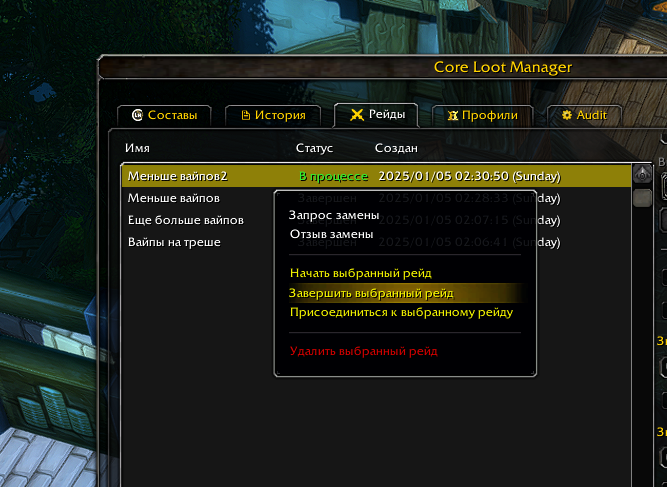 Core Loot Manager
Составы История Рейды Профили Audit
Имя Статус Создан
Меньше вайпов2 В процессе 2025/01/05 02:30:50 (Sunday)
Меньше вайпов Завершен 2025/01/05 02:28:33 (Sunday)
Еще больше вайпов Завершен 2025/01/05 02:07:15 (Sunday)
Вайпы на треше Завершен 2025/01/05 02:06:41 (Sunday)
Запрос замены
Отзыв замены
Начать выбранный рейд
Завершить выбранный рейд
Присоединиться к выбранному рейду
Удалить выбранный рейд